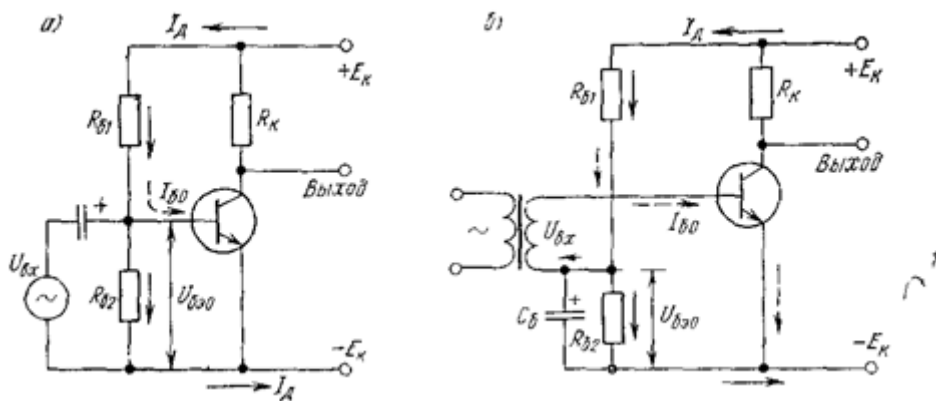 а)
I_д
+E_к
R_б1
R_к
Выход
I_б0
U_вх
R_б2
U_бэ0
-E_к
I_д
б)
I_д
+E_к
R_б1
R_к
Выход
I_б0
U_вх
C_б
R_б2
U_бэ0
-E_к